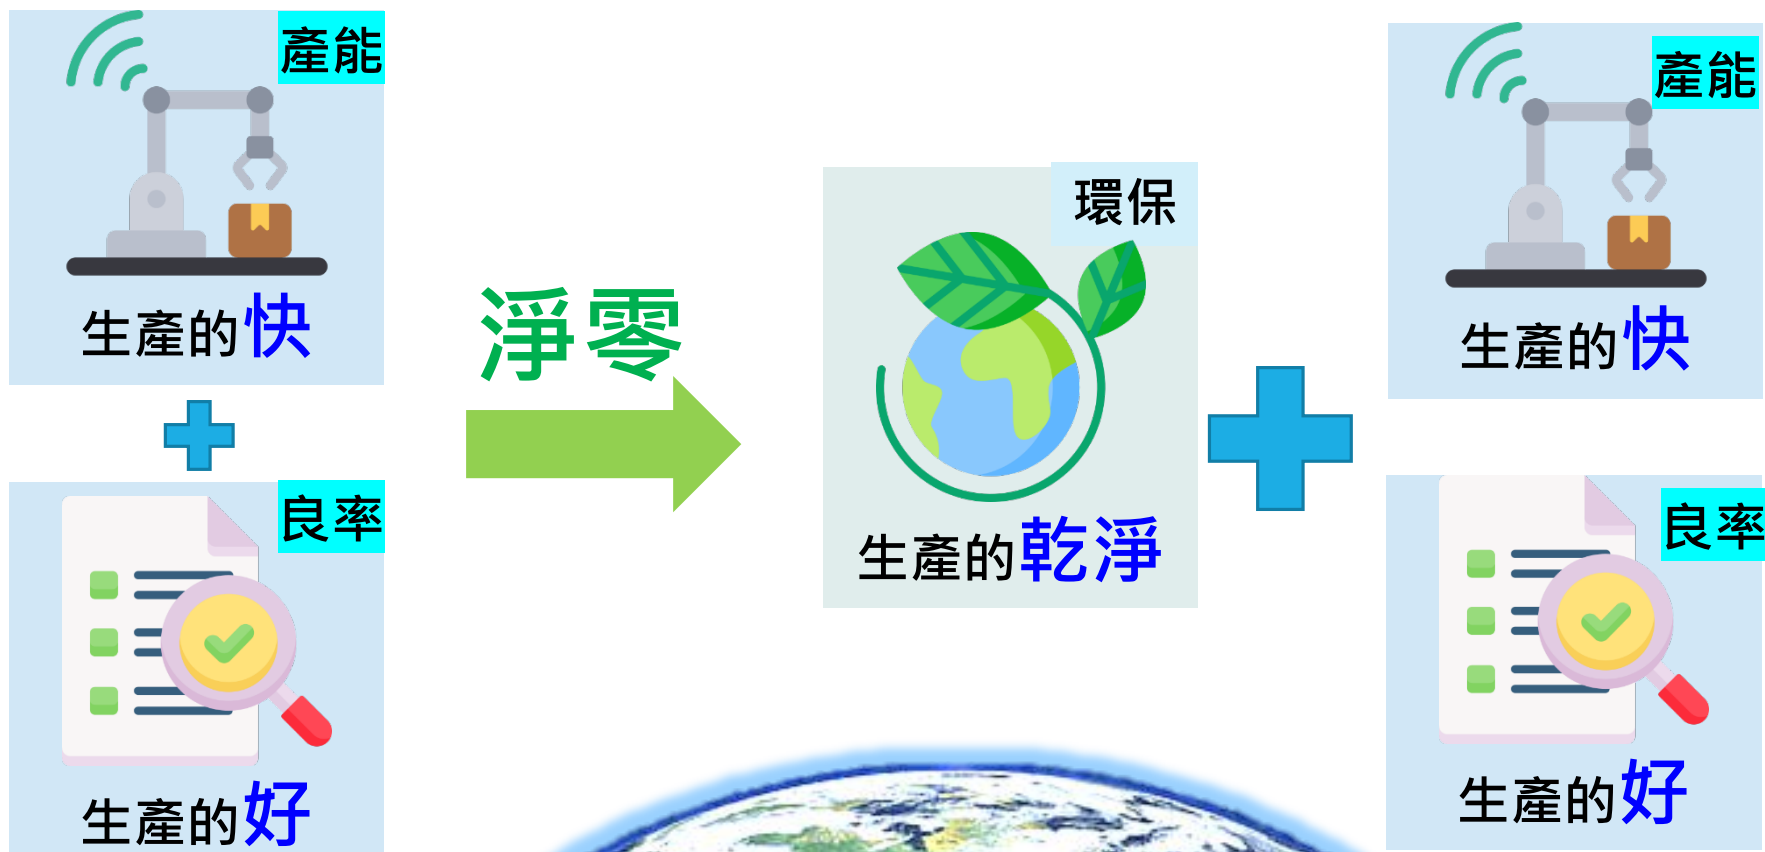 產能
生產的快
良率
生產的好
淨零
環保
生產的乾淨
產能
生產的快
良率
生產的好